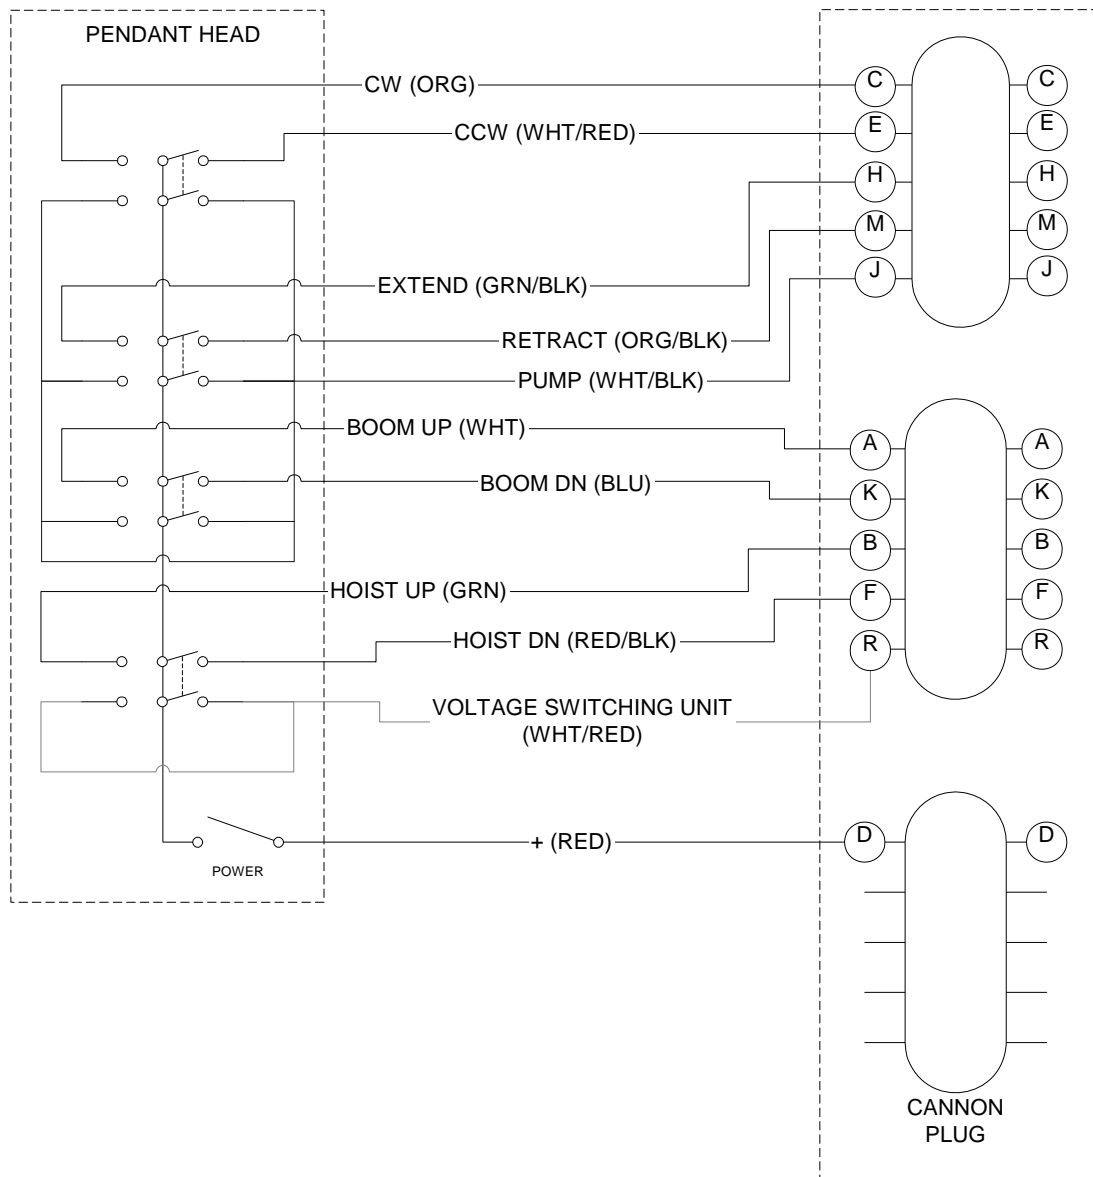 PENDANT HEAD
CW (ORG)
C
C
CCW (WHT/RED)
E
E
H
H
M
M
EXTEND (GRN/BLK)
J
J
RETRACT (ORG/BLK)
PUMP (WHT/BLK)
BOOM UP (WHT)
A
A
BOOM DN (BLU)
K
K
B
B
HOIST UP (GRN)
F
F
HOIST DN (RED/BLK)
R
R
VOLTAGE SWITCHING UNIT
(WHT/RED)
+ (RED)
D
D
POWER
CANNON
PLUG